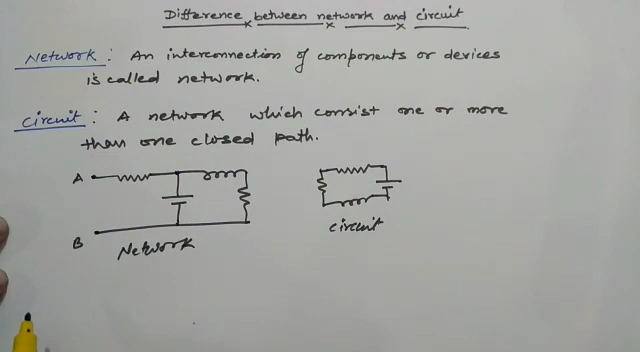 Difference between network and circuit
Network : An interconnection of components or devices
is called network.
Circuit : A network which consist one or more
than one closed path.
A
B
Network
circuit